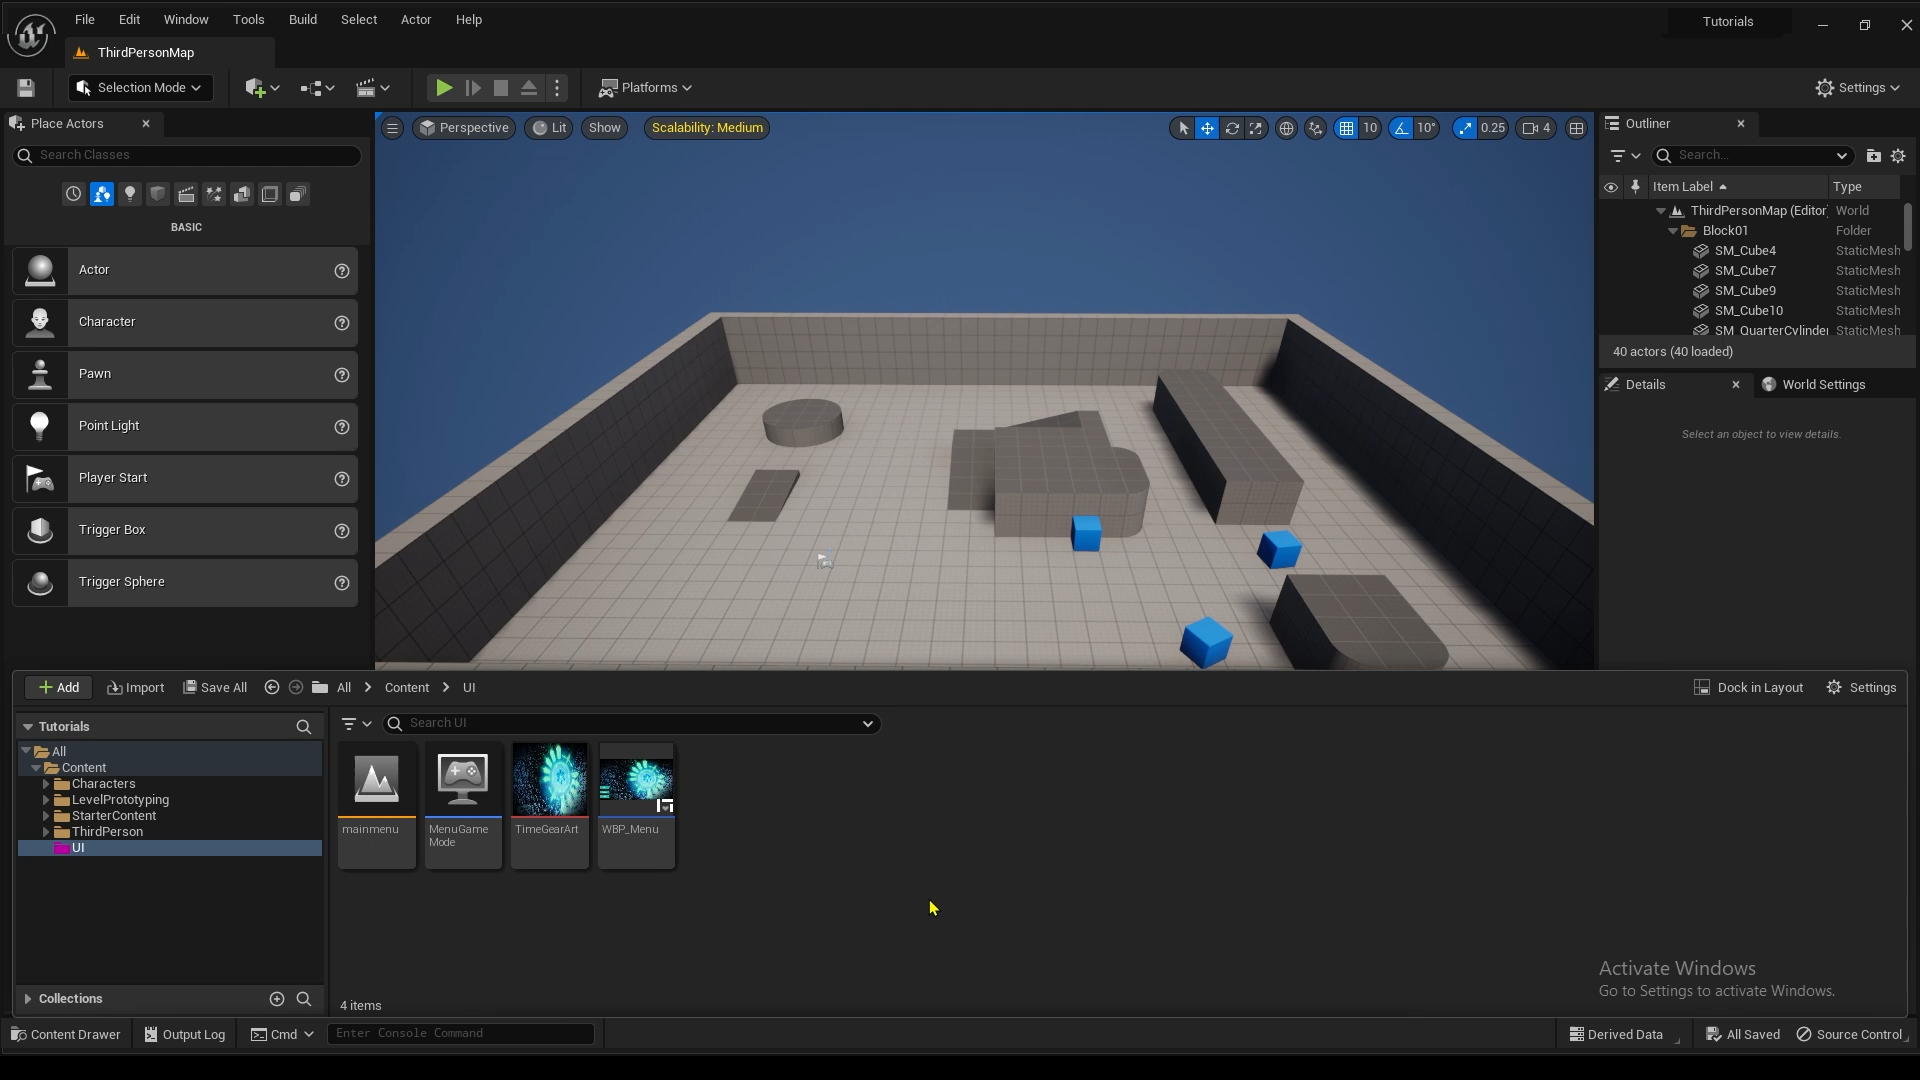 File Edit Window Tools Build Select Actor Help
Tutorials
ThirdPersonMap
Selection Mode
Platforms
Settings
Place Actors
Search Classes
BASIC
Actor
Character
Pawn
Point Light
Player Start
Trigger Box
Trigger Sphere
Perspective Lit Show Scalability: Medium
10 10° 0.25 4
Outliner
Search...
Item Label Type
ThirdPersonMap (Editor World
Block01 Folder
SM_Cube4 StaticMesh
SM_Cube7 StaticMesh
SM_Cube9 StaticMesh
SM_Cube10 StaticMesh
SM_QuarterCylinder StaticMesh
40 actors (40 loaded)
Details World Settings
Select an object to view details.
Add Import Save All All Content UI
Dock in Layout Settings
Tutorials
All
Content
Characters
LevelPrototyping
StarterContent
ThirdPerson
UI
Collections
Search UI
mainmenu
MenuGame
Mode
TimeGearArt
WBP_Menu
4 items
Activate Windows
Go to Settings to activate Windows.
Content Drawer Output Log Cmd Enter Console Command
Derived Data All Saved Source Control